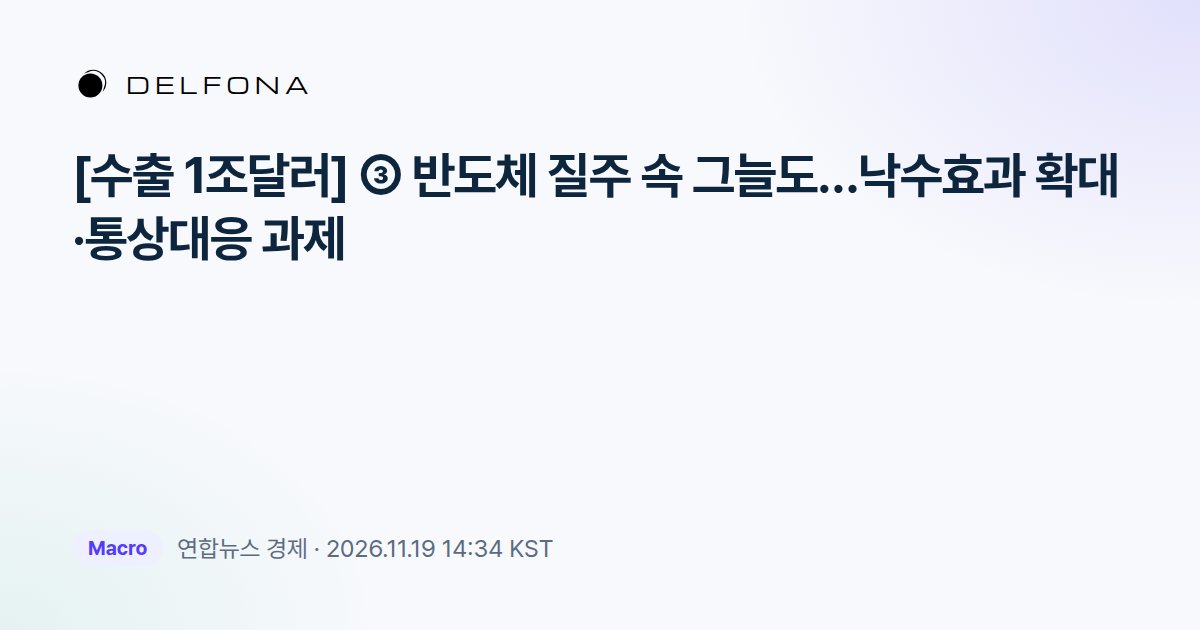 DELFONA
[수출 1조달러] ③ 반도체 질주 속 그늘도…낙수효과 확대
·통상대응 과제
Macro 연합뉴스 경제 · 2026.11.19 14:34 KST